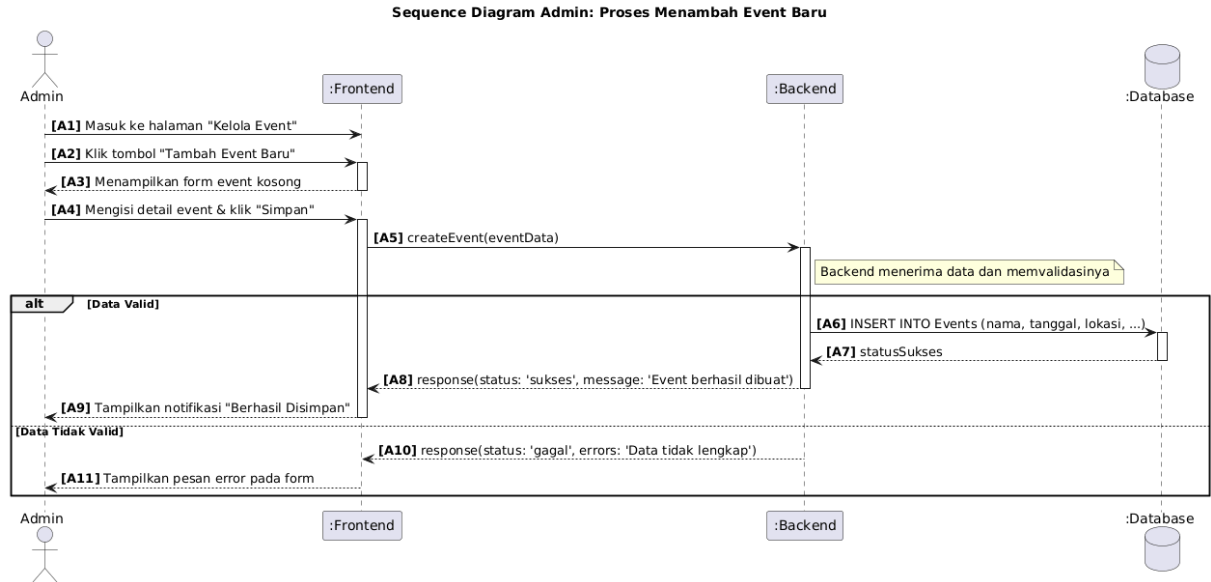 Sequence Diagram Admin: Proses Menambah Event Baru
Admin
:Frontend
:Backend
:Database
[A1] Masuk ke halaman "Kelola Event"
[A2] Klik tombol "Tambah Event Baru"
[A3] Menampilkan form event kosong
[A4] Mengisi detail event & klik "Simpan"
[A5] createEvent(eventData)
Backend menerima data dan memvalidasinya
alt [Data Valid]
[A6] INSERT INTO Events (nama, tanggal, lokasi, ...)
[A7] statusSukses
[A8] response(status: 'sukses', message: 'Event berhasil dibuat')
[A9] Tampilkan notifikasi "Berhasil Disimpan"
[Data Tidak Valid]
[A10] response(status: 'gagal', errors: 'Data tidak lengkap')
[A11] Tampilkan pesan error pada form
Admin
:Frontend
:Backend
:Database